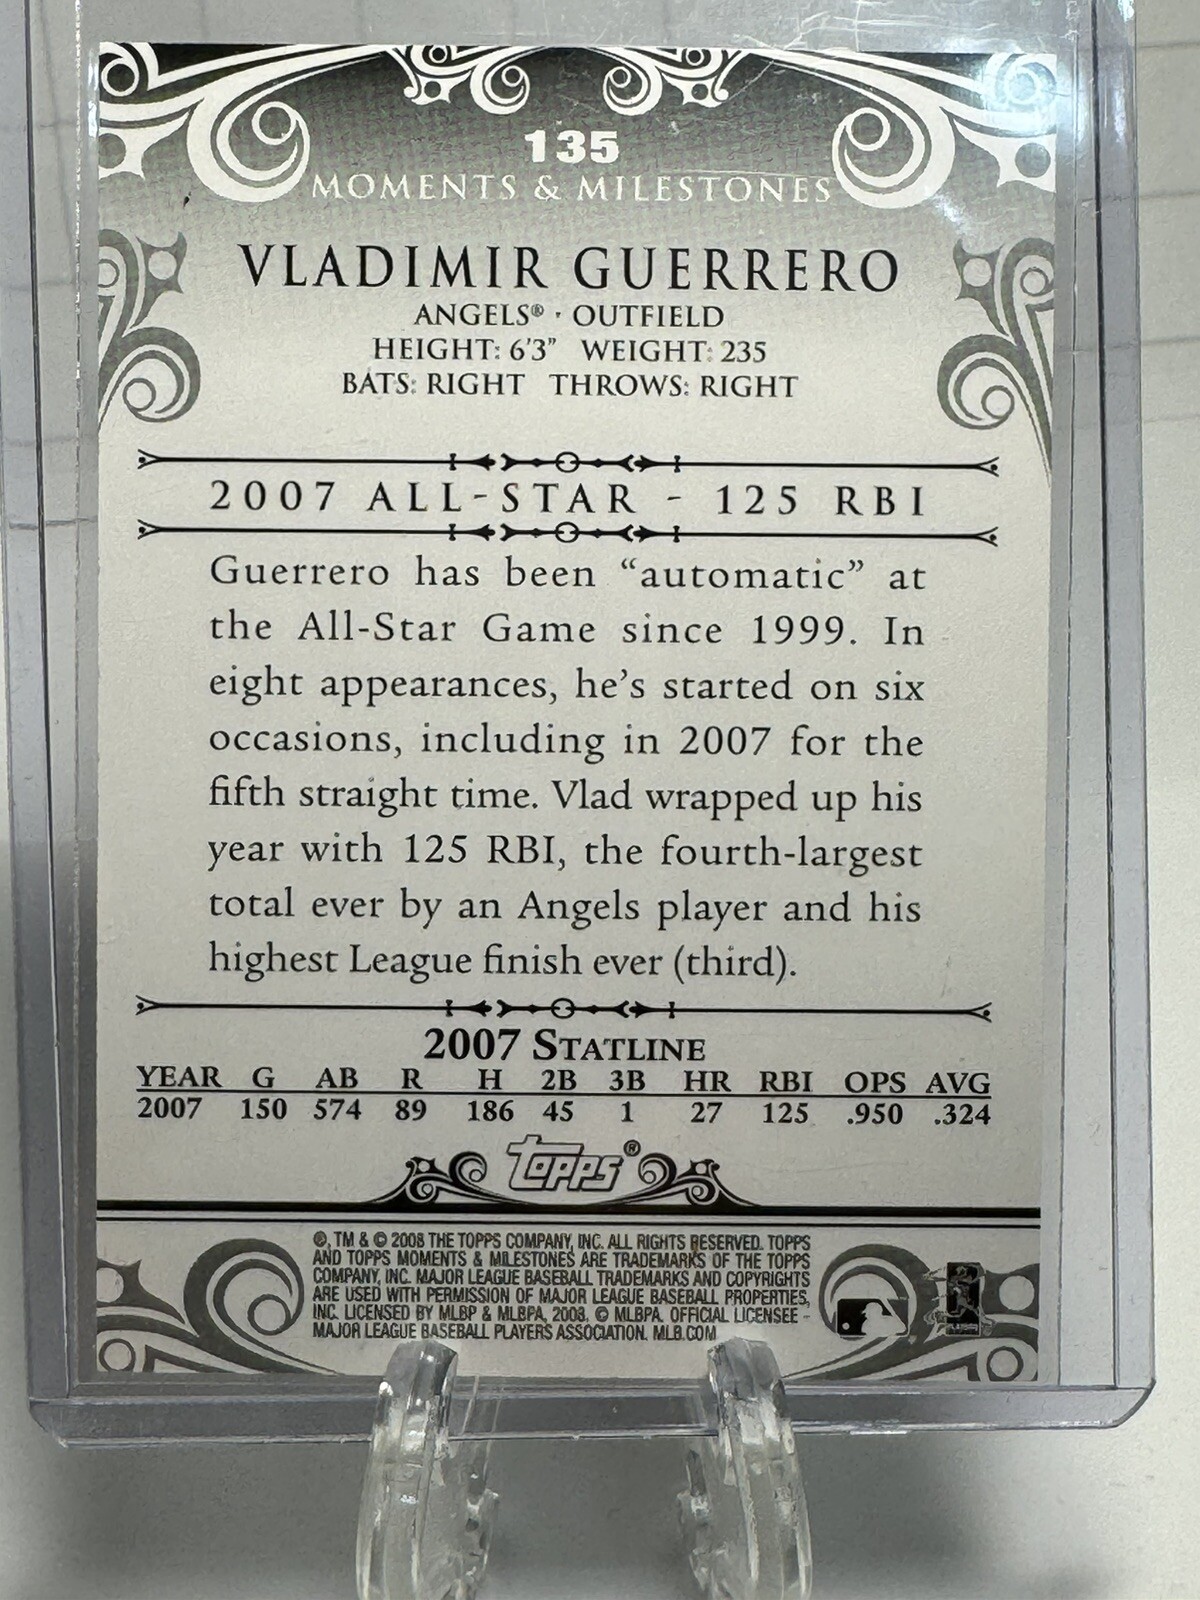 135
MOMENTS & MILESTONES
VLADIMIR GUERRERO
ANGELS® · OUTFIELD
HEIGHT: 6'3" WEIGHT: 235
BATS: RIGHT THROWS: RIGHT
2007 ALL-STAR - 125 RBI
Guerrero has been “automatic” at
the All-Star Game since 1999. In
eight appearances, he's started on six
occasions, including in 2007 for the
fifth straight time. Vlad wrapped up his
year with 125 RBI, the fourth-largest
total ever by an Angels player and his
highest League finish ever (third).
2007 STATLINE
YEAR G AB R H 2B 3B HR RBI OPS AVG
2007 150 574 89 186 45 1 27 125 .950 .324
Topps®
®, TM & © 2008 THE TOPPS COMPANY, INC. ALL RIGHTS RESERVED. TOPPS
AND TOPPS MOMENTS & MILESTONES ARE TRADEMARKS OF THE TOPPS
COMPANY, INC. MAJOR LEAGUE BASEBALL TRADEMARKS AND COPYRIGHTS
ARE USED WITH PERMISSION OF MAJOR LEAGUE BASEBALL PROPERTIES,
INC. LICENSED BY MLBP & MLBPA, 2008. © MLBPA. OFFICIAL LICENSEE -
MAJOR LEAGUE BASEBALL PLAYERS ASSOCIATION. MLB.COM